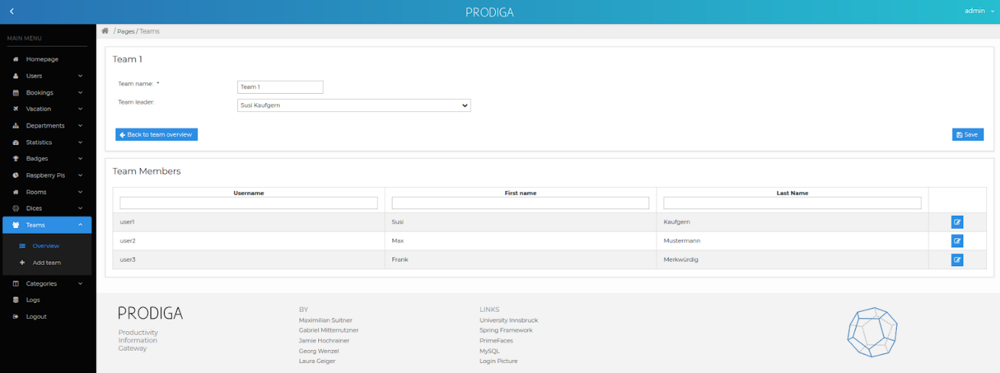 PRODIGA
admin
MAIN MENU
/ Pages / Teams
Homepage
Users
Bookings
Vacation
Departments
Statistics
Badges
Raspberry Pis
Rooms
Dices
Teams
Overview
Add team
Categories
Logs
Logout
Team 1
Team name: * Team 1
Team leader: Susi Kaufgern
Back to team overview Save
Team Members
Username First name Last Name
user1 Susi Kaufgern
user2 Max Mustermann
user3 Frank Merkwürdig
PRODIGA
Productivity
Information
Gateway
BY
Maximilian Suitner
Gabriel Mitterrutzner
Jamie Hochrainer
Georg Wenzel
Laura Geiger
LINKS
University Innsbruck
Spring Framework
PrimeFaces
MySQL
Login Picture